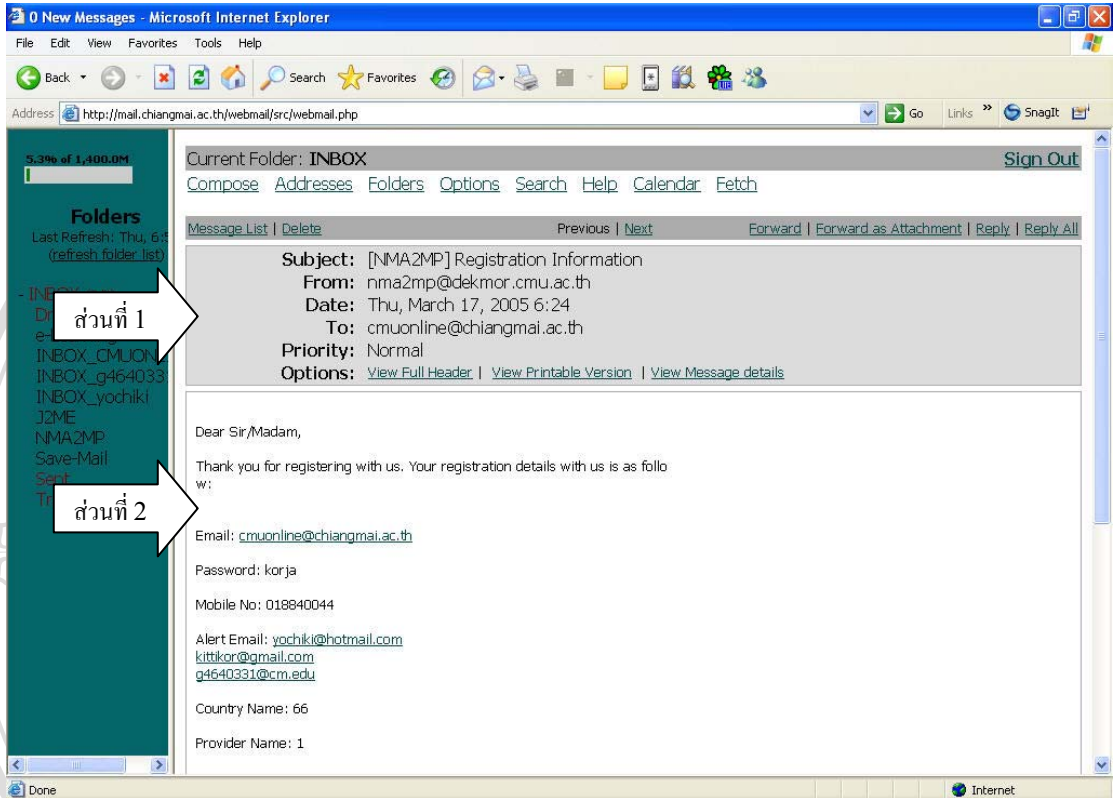 0 New Messages - Microsoft Internet Explorer
File Edit View Favorites Tools Help
Back Search Favorites
Address http://mail.chiangmai.ac.th/webmail/src/webmail.php Go Links » SnagIt
5.3% of 1,400.0M
Folders
Last Refresh: Thu, 6:5
(refresh folder list)
ส่วนที่ 1
INBOX_CMUON
INBOX_g464033
INBOX_yochiki
J2ME
NMA2MP
Save-Mail
Sent
ส่วนที่ 2
Current Folder: INBOX Sign Out
Compose Addresses Folders Options Search Help Calendar Fetch
Message List | Delete Previous | Next Forward | Forward as Attachment | Reply | Reply All
Subject: [NMA2MP] Registration Information
From: nma2mp@dekmor.cmu.ac.th
Date: Thu, March 17, 2005 6:24
To: cmuonline@chiangmai.ac.th
Priority: Normal
Options: View Full Header | View Printable Version | View Message details
Dear Sir/Madam,
Thank you for registering with us. Your registration details with us is as follo
w:
Email: cmuonline@chiangmai.ac.th
Password: korja
Mobile No: 018840044
Alert Email: yochiki@hotmail.com
kittikor@gmail.com
g4640331@cm.edu
Country Name: 66
Provider Name: 1
Done Internet